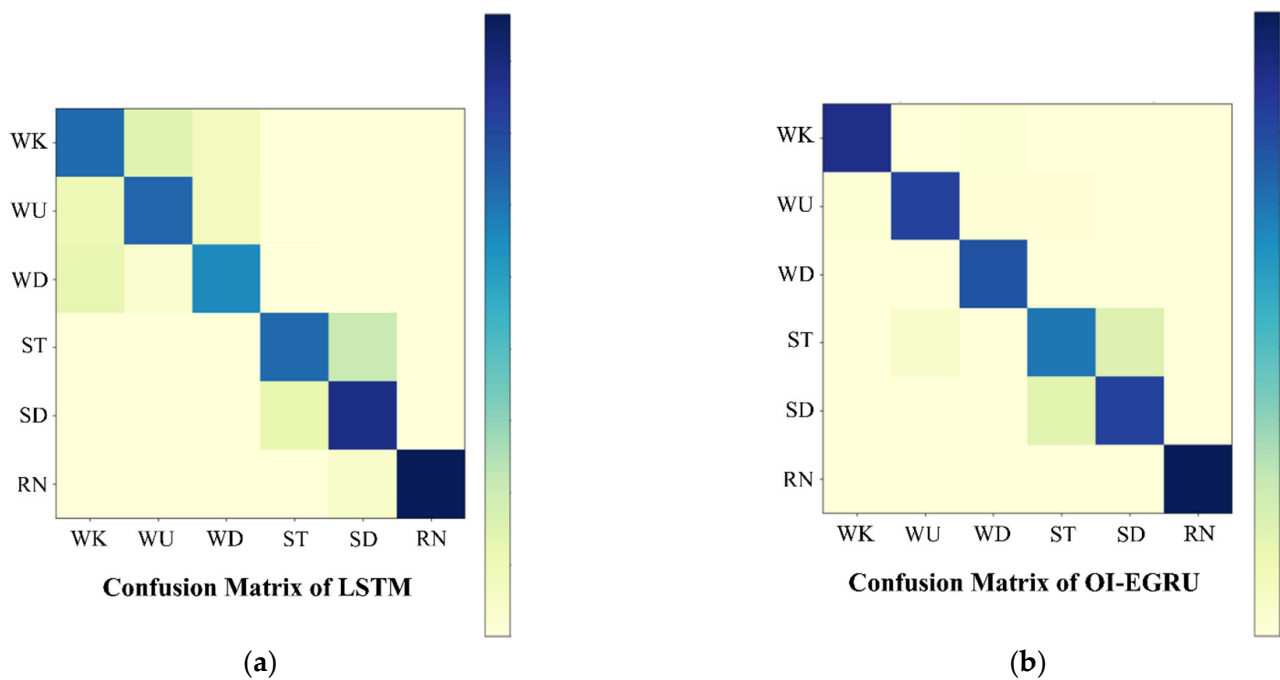 WK
WU
WD
ST
SD
RN
WK WU WD ST SD RN
Confusion Matrix of LSTM
(a)
WK
WU
WD
ST
SD
RN
WK WU WD ST SD RN
Confusion Matrix of OI-EGRU
(b)